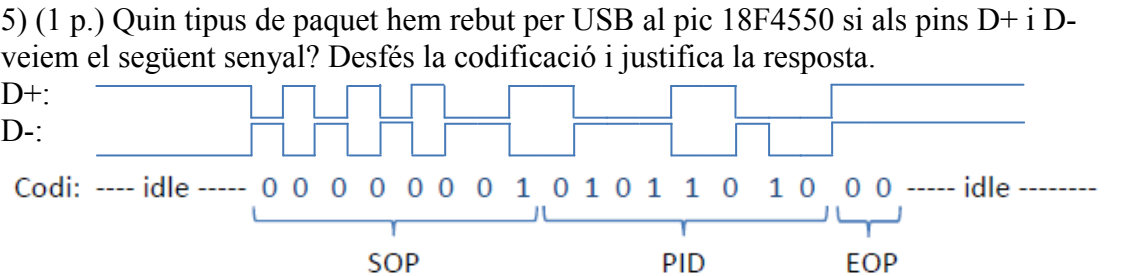 5) (1 p.) Quin tipus de paquet hem rebut per USB al pic 18F4550 si als pins D+ i D-
veiem el següent senyal? Desfés la codificació i justifica la resposta.
D+:
D-:
Codi: ---- idle ----- 0 0 0 0 0 0 0 1 0 1 0 1 1 0 1 0 0 0 ----- idle --------
SOP PID EOP